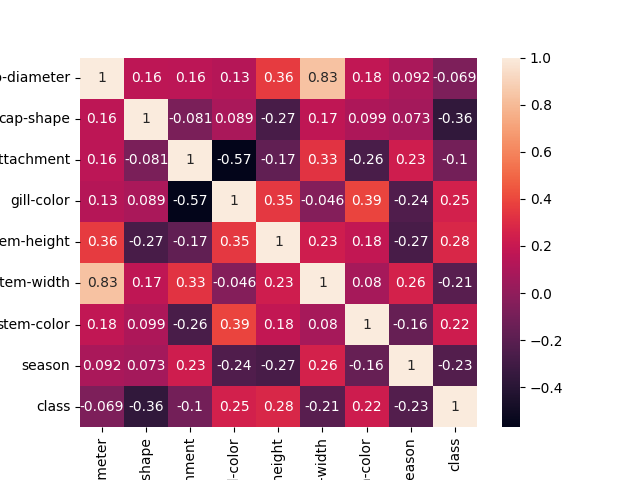 -diameter 1 0.16 0.16 0.13 0.36 0.83 0.18 0.092 -0.069
cap-shape 0.16 1 -0.081 0.089 -0.27 0.17 0.099 0.073 -0.36
ttachment 0.16 -0.081 1 -0.57 -0.17 0.33 -0.26 0.23 -0.1
gill-color 0.13 0.089 -0.57 1 0.35 -0.046 0.39 -0.24 0.25
em-height 0.36 -0.27 -0.17 0.35 1 0.23 0.18 -0.27 0.28
tem-width 0.83 0.17 0.33 -0.046 0.23 1 0.08 0.26 -0.21
stem-color 0.18 0.099 -0.26 0.39 0.18 0.08 1 -0.16 0.22
season 0.092 0.073 0.23 -0.24 -0.27 0.26 -0.16 1 -0.23
class -0.069 -0.36 -0.1 0.25 0.28 -0.21 0.22 -0.23 1
meter
shape
nment
l-color
height
-width
-color
eason
class
1.0
0.8
0.6
0.4
0.2
0.0
−0.2
−0.4